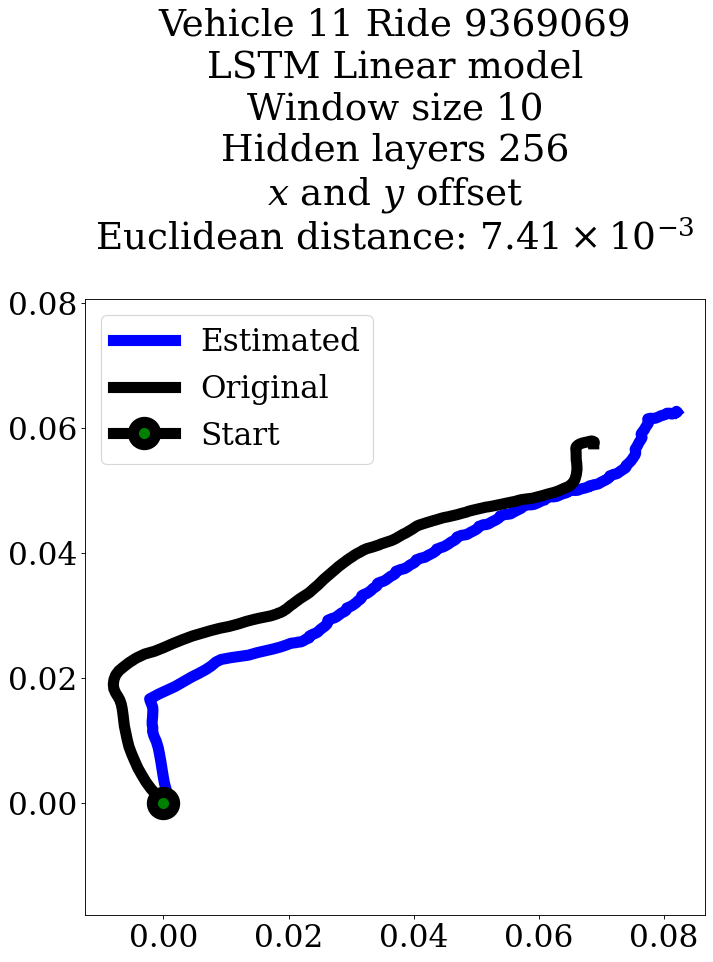 Vehicle 11 Ride 9369069
LSTM Linear model
Window size 10
Hidden layers 256
x and y offset
Euclidean distance: 7.41 × 10⁻³
0.08
Estimated
Original
Start
0.06
0.04
0.02
0.00
0.00 0.02 0.04 0.06 0.08